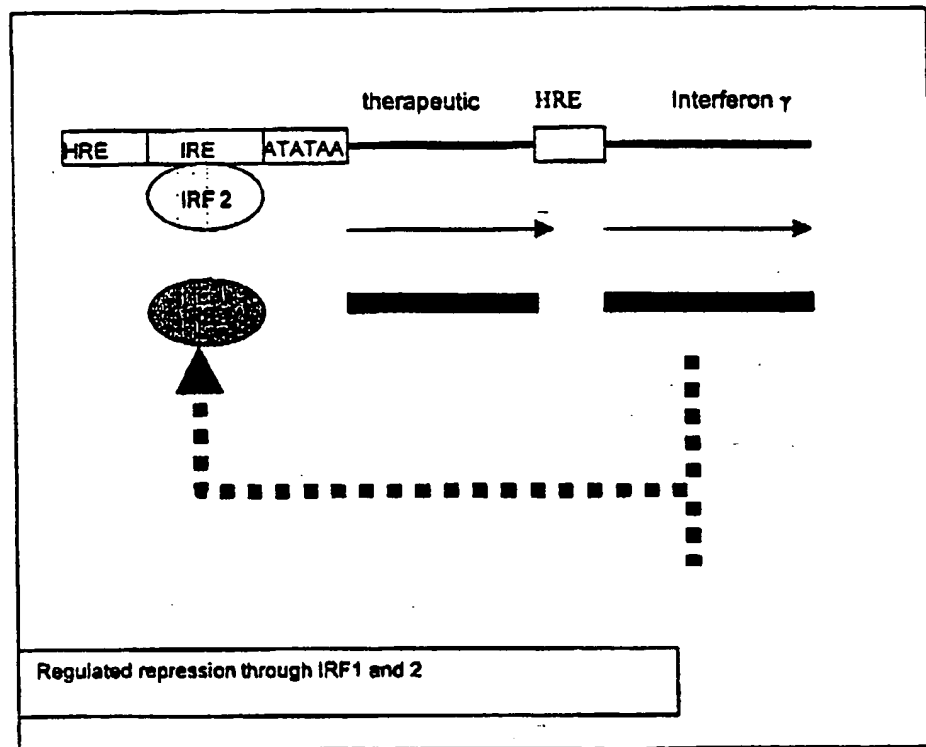 therapeutic HRE Interferon γ
HRE IRE ATATAA
IRF 2
Regulated repression through IRF1 and 2